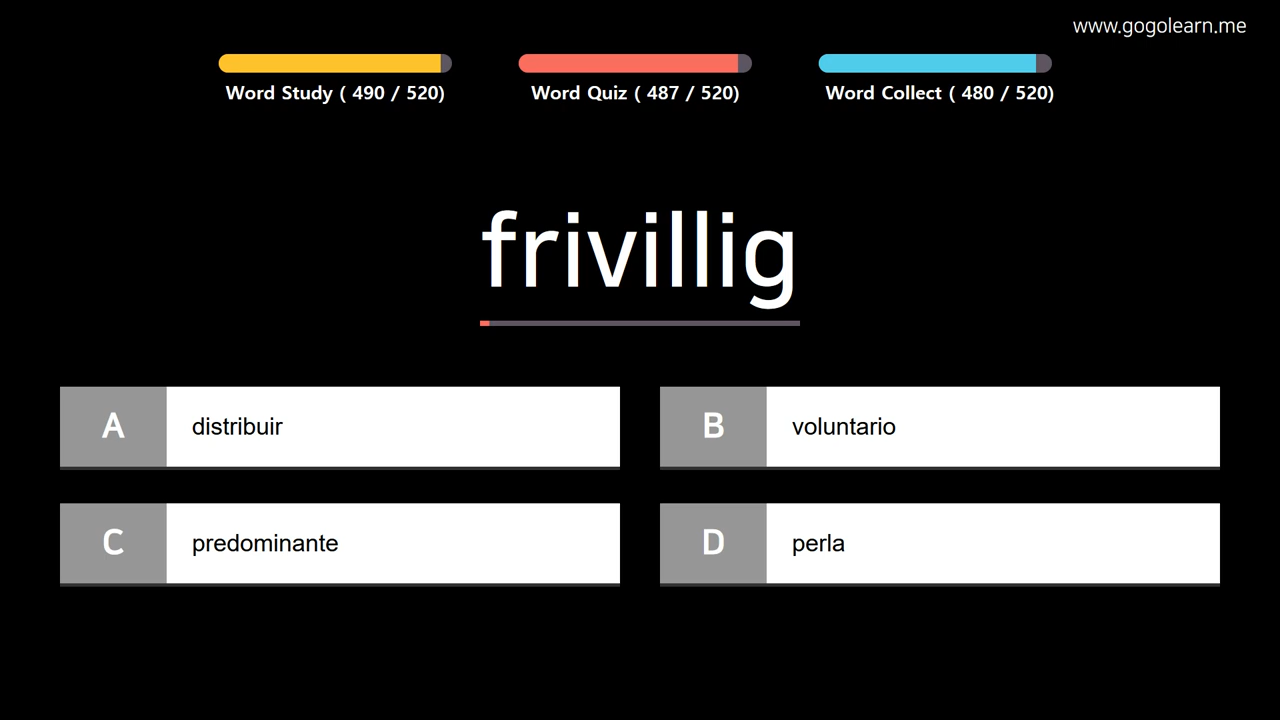 www.gogolearn.me
Word Study ( 490 / 520)
Word Quiz ( 487 / 520)
Word Collect ( 480 / 520)
frivillig
A distribuir
B voluntario
C predominante
D perla